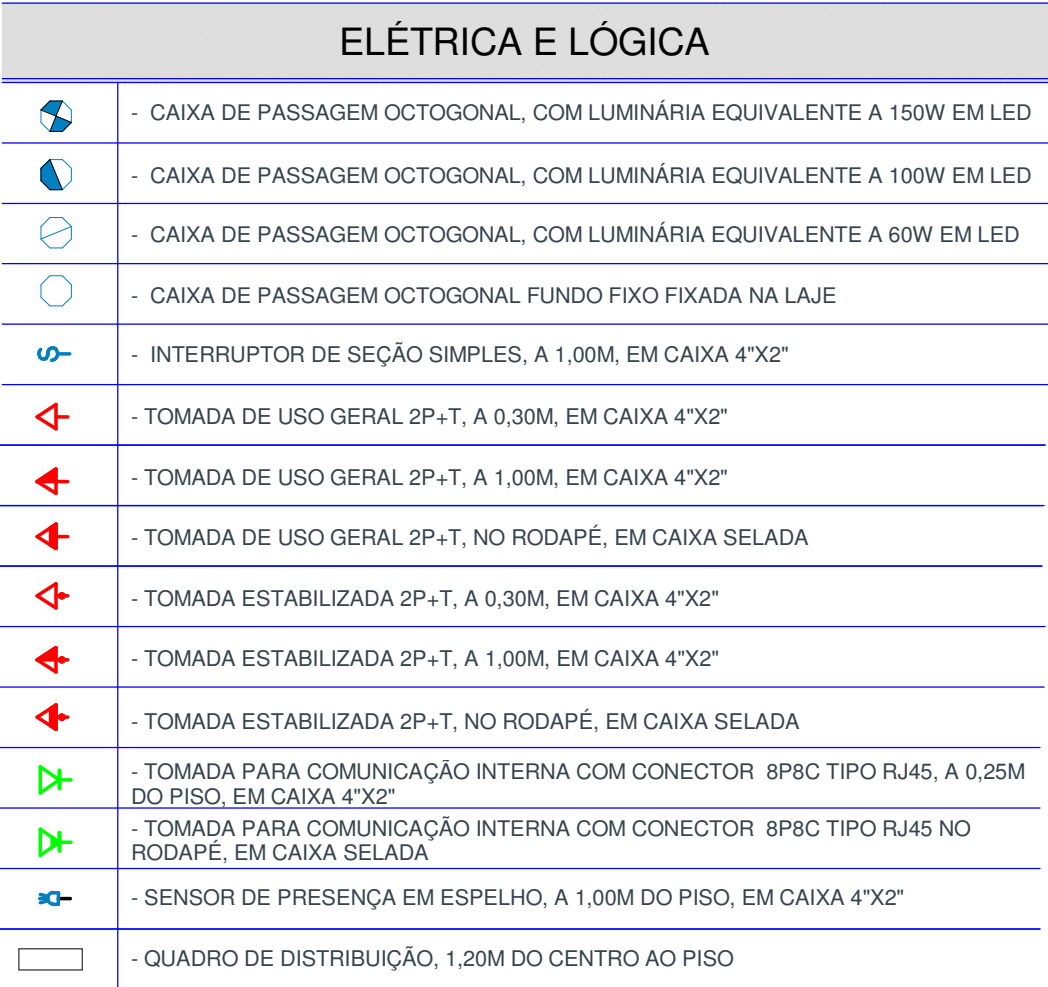 ELÉTRICA E LÓGICA
- CAIXA DE PASSAGEM OCTOGONAL, COM LUMINÁRIA EQUIVALENTE A 150W EM LED
- CAIXA DE PASSAGEM OCTOGONAL, COM LUMINÁRIA EQUIVALENTE A 100W EM LED
- CAIXA DE PASSAGEM OCTOGONAL, COM LUMINÁRIA EQUIVALENTE A 60W EM LED
- CAIXA DE PASSAGEM OCTOGONAL FUNDO FIXO FIXADA NA LAJE
- INTERRUPTOR DE SEÇÃO SIMPLES, A 1,00M, EM CAIXA 4"X2"
- TOMADA DE USO GERAL 2P+T, A 0,30M, EM CAIXA 4"X2"
- TOMADA DE USO GERAL 2P+T, A 1,00M, EM CAIXA 4"X2"
- TOMADA DE USO GERAL 2P+T, NO RODAPÉ, EM CAIXA SELADA
- TOMADA ESTABILIZADA 2P+T, A 0,30M, EM CAIXA 4"X2"
- TOMADA ESTABILIZADA 2P+T, A 1,00M, EM CAIXA 4"X2"
- TOMADA ESTABILIZADA 2P+T, NO RODAPÉ, EM CAIXA SELADA
- TOMADA PARA COMUNICAÇÃO INTERNA COM CONECTOR 8P8C TIPO RJ45, A 0,25M
DO PISO, EM CAIXA 4"X2"
- TOMADA PARA COMUNICAÇÃO INTERNA COM CONECTOR 8P8C TIPO RJ45 NO
RODAPÉ, EM CAIXA SELADA
- SENSOR DE PRESENÇA EM ESPELHO, A 1,00M DO PISO, EM CAIXA 4"X2"
- QUADRO DE DISTRIBUIÇÃO, 1,20M DO CENTRO AO PISO